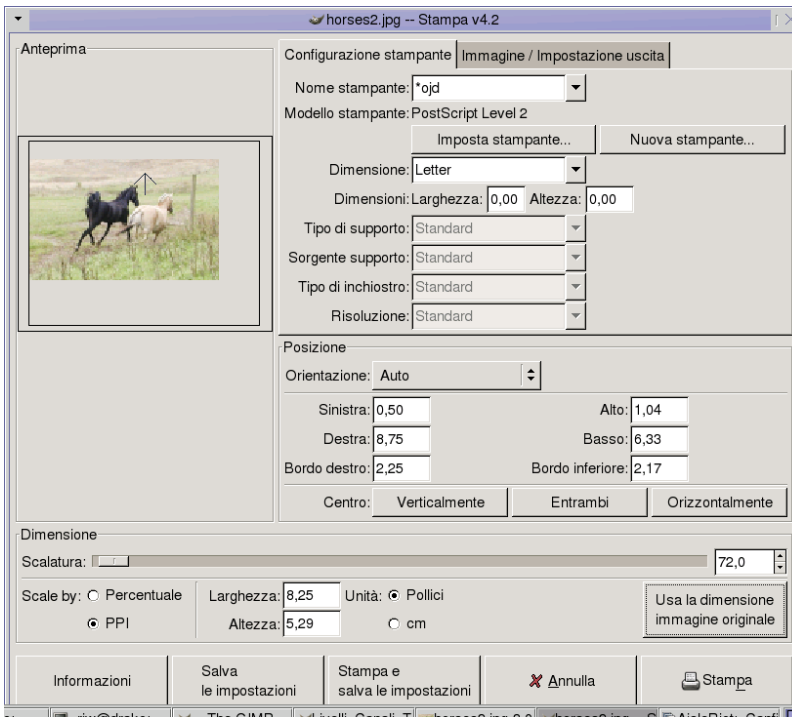 horses2.jpg -- Stampa v4.2
Anteprima
Configurazione stampante
Immagine / Impostazione uscita
Nome stampante: *ojd
Modello stampante: PostScript Level 2
Imposta stampante...
Nuova stampante...
Dimensione: Letter
Dimensioni: Larghezza: 0,00 Altezza: 0,00
Tipo di supporto: Standard
Sorgente supporto: Standard
Tipo di inchiostro: Standard
Risoluzione: Standard
Posizione
Orientazione: Auto
Sinistra: 0,50 Alto: 1,04
Destra: 8,75 Basso: 6,33
Bordo destro: 2,25 Bordo inferiore: 2,17
Centro: Verticalmente Entrambi Orizzontalmente
Dimensione
Scalatura: 72,0
Scale by: Percentuale
PPI
Larghezza: 8,25
Altezza: 5,29
Unità: Pollici
cm
Usa la dimensione
immagine originale
Informazioni
Salva
le impostazioni
Stampa e
salva le impostazioni
Annulla
Stampa